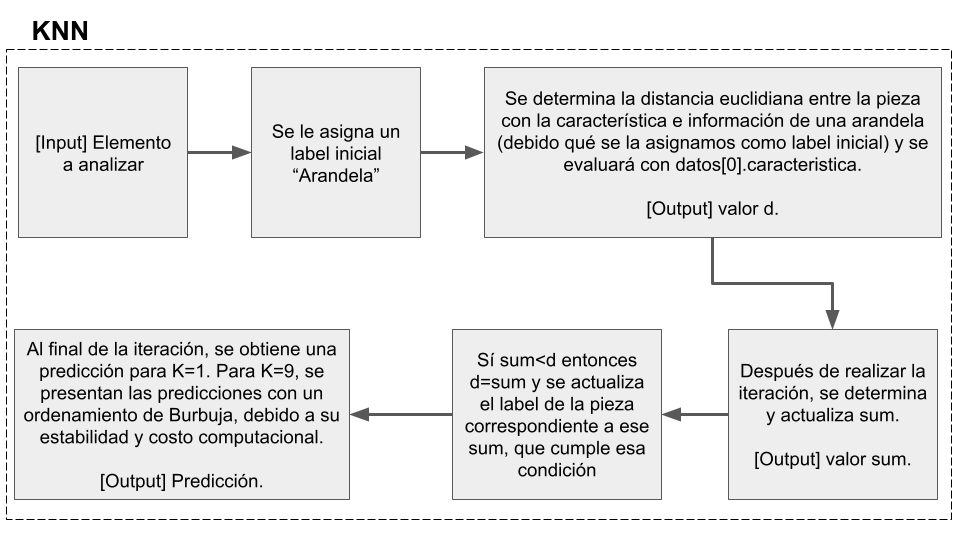 KNN
[Input] Elemento
a analizar
Se le asigna un
label inicial
“Arandela”
Se determina la distancia euclidiana entre la pieza
con la característica e información de una arandela
(debido qué se la asignamos como label inicial) y se
evaluará con datos[0].caracteristica.
[Output] valor d.
Después de realizar la
iteración, se determina
y actualiza sum.
[Output] valor sum.
Sí sum<d entonces
d=sum y se actualiza
el label de la pieza
correspondiente a ese
sum, que cumple esa
condición
Al final de la iteración, se obtiene una
predicción para K=1. Para K=9, se
presentan las predicciones con un
ordenamiento de Burbuja, debido a su
estabilidad y costo computacional.
[Output] Predicción.